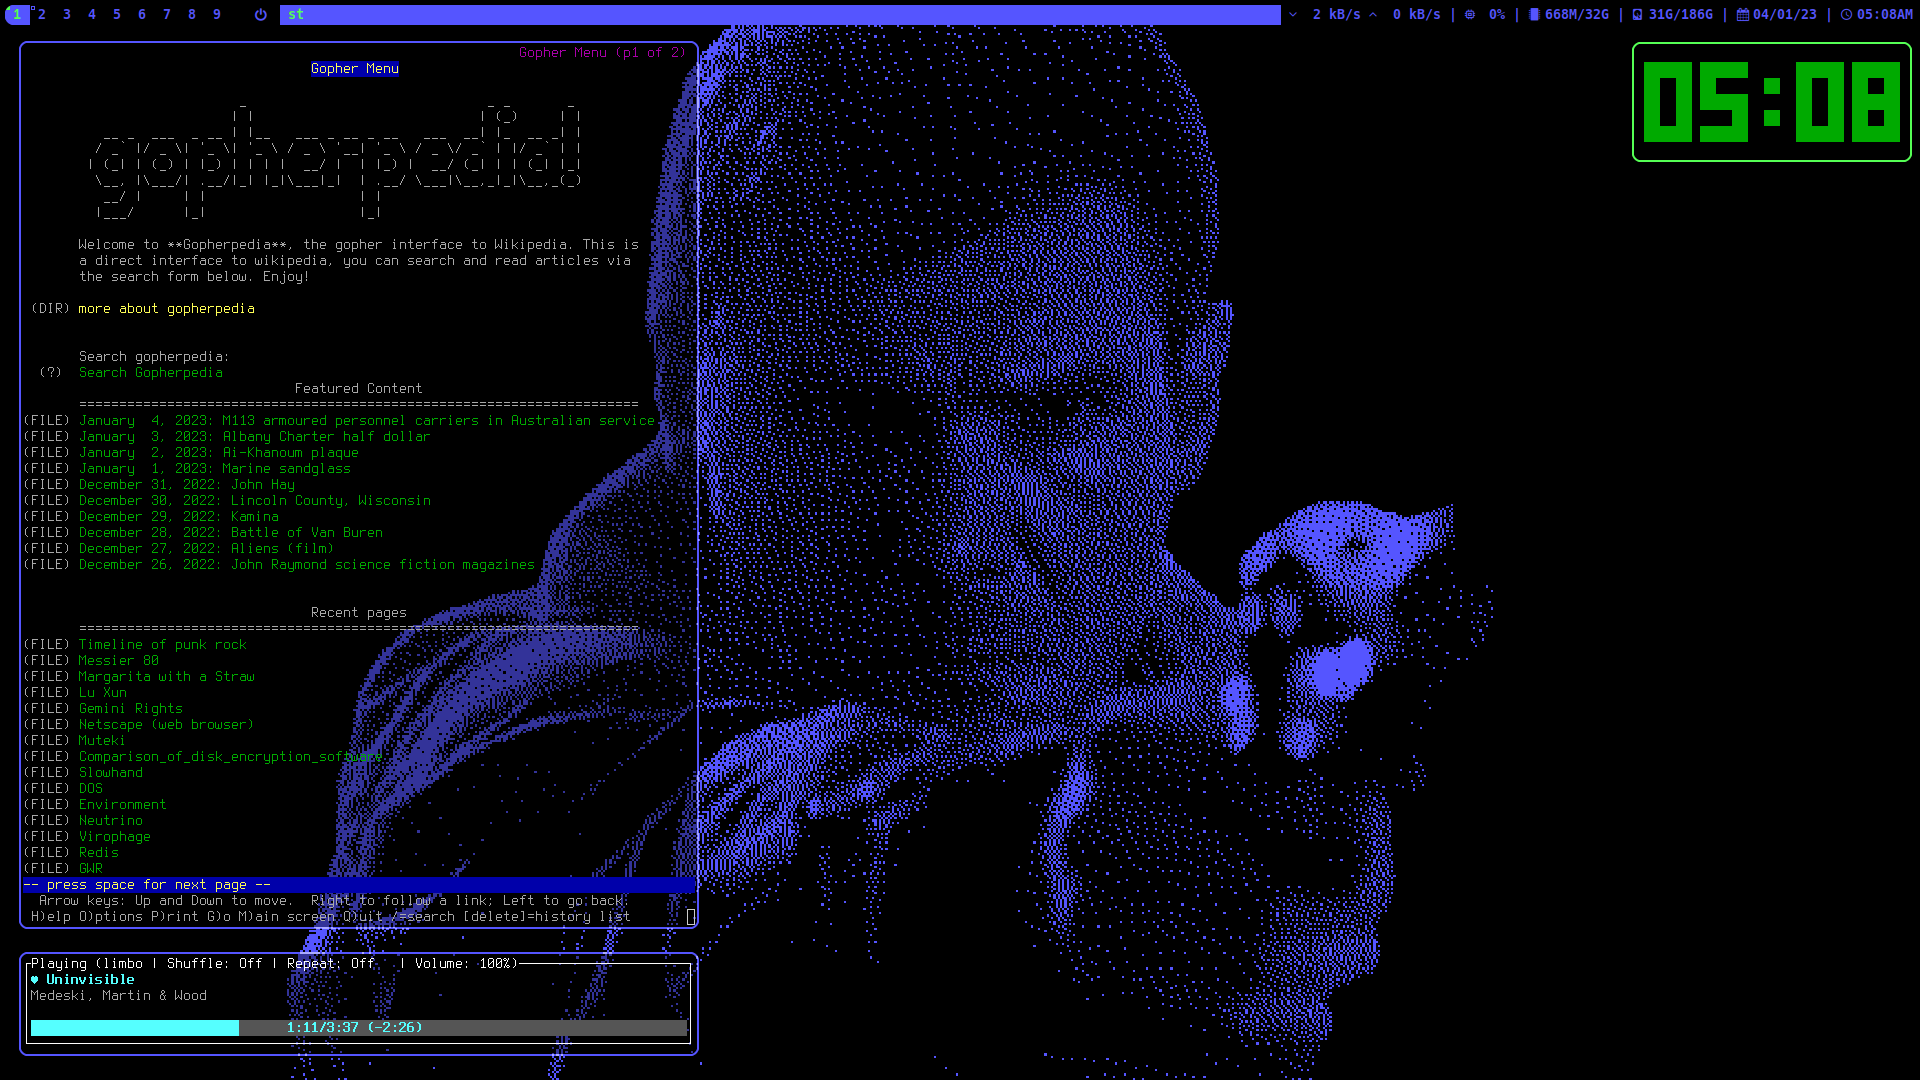 1 2 3 4 5 6 7 8 9 st 2 kB/s 0 kB/s | 0% | 668M/32G | 31G/186G | 04/01/23 | 05:08AM
05:08
Gopher Menu (p1 of 2)
Gopher Menu
gopherpedia!
Welcome to **Gopherpedia**, the gopher interface to Wikipedia. This is
a direct interface to wikipedia, you can search and read articles via
the search form below. Enjoy!
(DIR) more about gopherpedia
Search gopherpedia:
(?) Search Gopherpedia
Featured Content
======================================================================
(FILE) January  4, 2023: M113 armoured personnel carriers in Australian service
(FILE) January  3, 2023: Albany Charter half dollar
(FILE) January  2, 2023: Ai-Khanoum plaque
(FILE) January  1, 2023: Marine sandglass
(FILE) December 31, 2022: John Hay
(FILE) December 30, 2022: Lincoln County, Wisconsin
(FILE) December 29, 2022: Kamina
(FILE) December 28, 2022: Battle of Van Buren
(FILE) December 27, 2022: Aliens (film)
(FILE) December 26, 2022: John Raymond science fiction magazines
Recent pages
======================================================================
(FILE) Timeline of punk rock
(FILE) Messier 80
(FILE) Margarita with a Straw
(FILE) Lu Xun
(FILE) Gemini Rights
(FILE) Netscape (web browser)
(FILE) Muteki
(FILE) Comparison_of_disk_encryption_software
(FILE) Slowhand
(FILE) DOS
(FILE) Environment
(FILE) Neutrino
(FILE) Virophage
(FILE) Redis
(FILE) GWR
-- press space for next page --
Arrow keys: Up and Down to move.  Right to follow a link; Left to go back.
H)elp O)ptions P)rint G)o M)ain screen Q)uit /=search [delete]=history list
Playing (limbo | Shuffle: Off | Repeat: Off   | Volume: 100%)
♥ Uninvisible
Medeski, Martin & Wood
1:11/3:37 (-2:26)